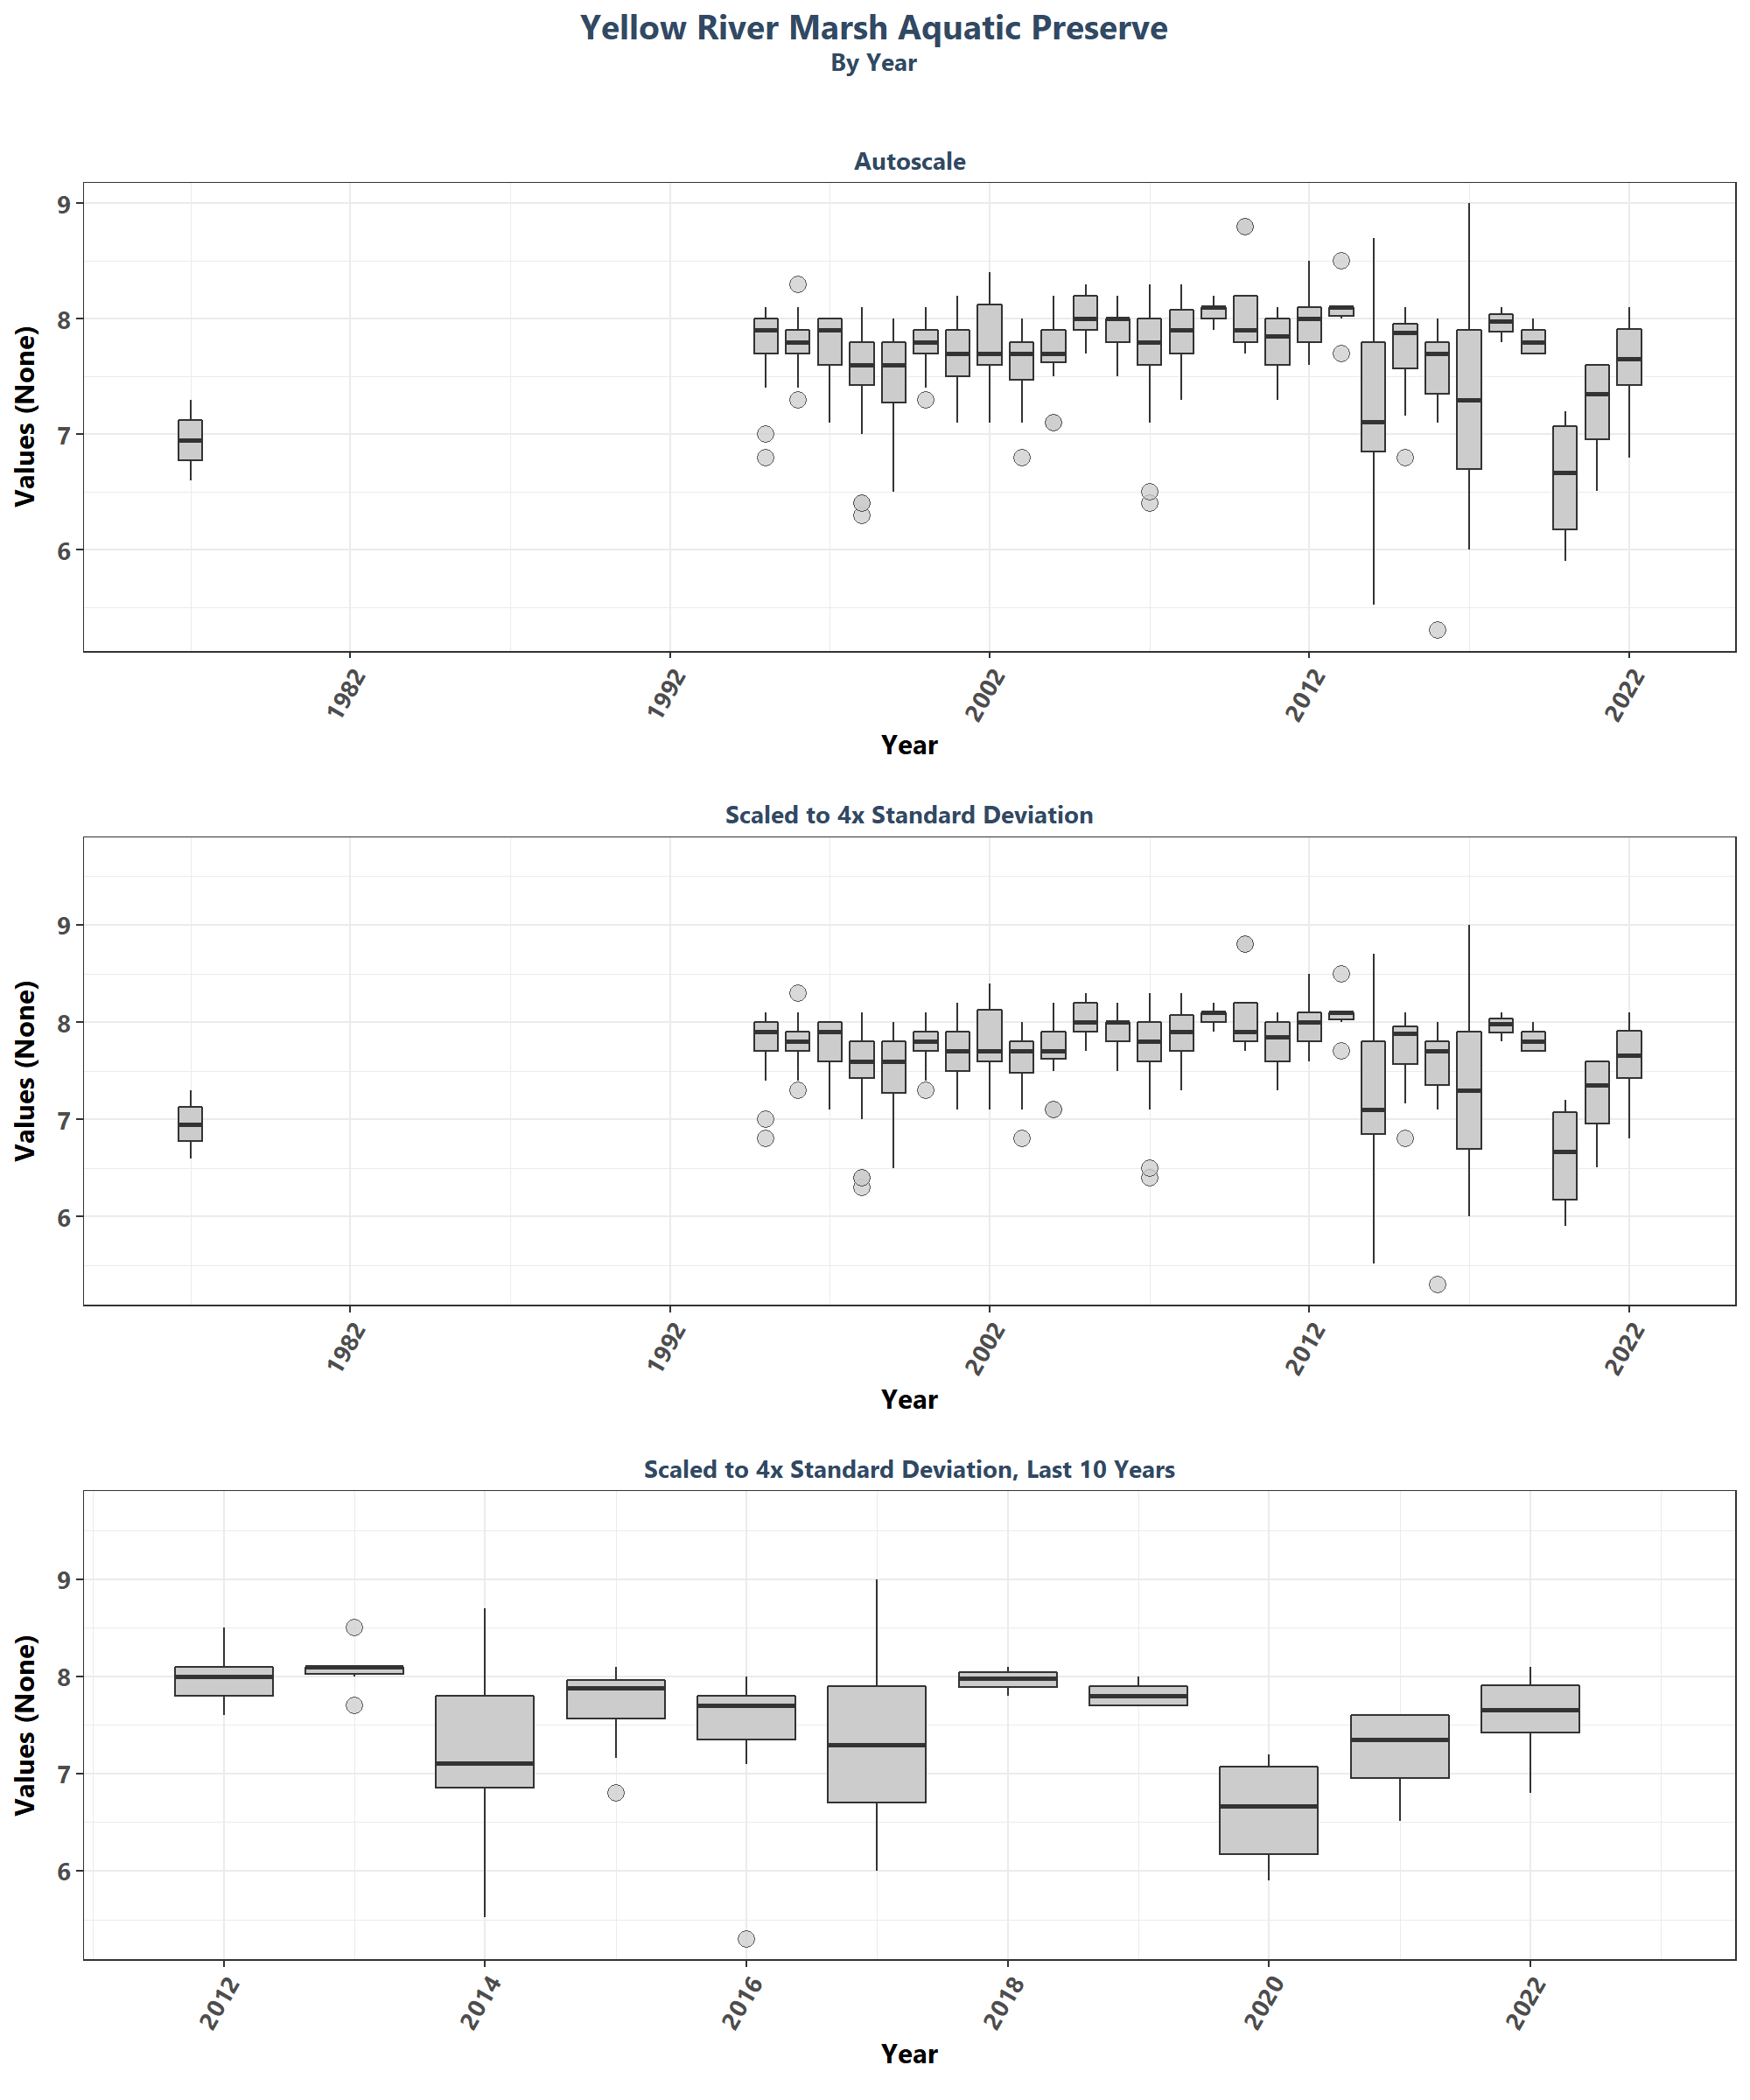 Yellow River Marsh Aquatic Preserve
By Year
Autoscale
Values (None)
9
8
7
6
1982
1992
2002
2012
2022
Year
Scaled to 4x Standard Deviation
Values (None)
9
8
7
6
1982
1992
2002
2012
2022
Year
Scaled to 4x Standard Deviation, Last 10 Years
Values (None)
9
8
7
6
2012
2014
2016
2018
2020
2022
Year